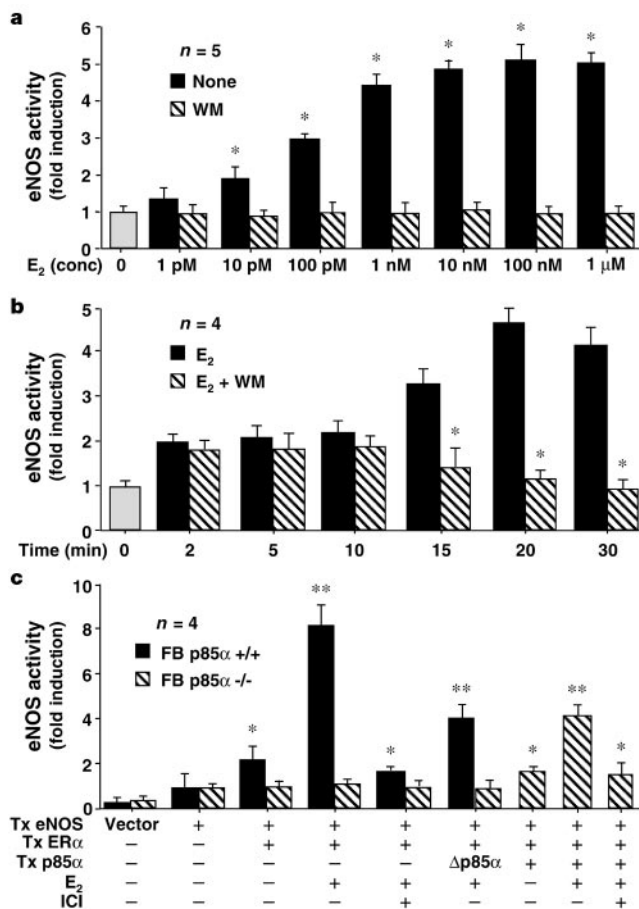 a
n = 5
None
WM
eNOS activity
(fold induction)
6
5
4
3
2
1
0
* * * * * *
E₂ (conc) 0 1 pM 10 pM 100 pM 1 nM 10 nM 100 nM 1 μM
b
n = 4
E₂
E₂ + WM
eNOS activity
(fold induction)
5
4
3
2
1
0
* * *
Time (min) 0 2 5 10 15 20 30
c
n = 4
FB p85α +/+
FB p85α -/-
eNOS activity
(fold induction)
10
8
6
4
2
0
* ** * ** * ** *
Tx eNOS Vector + + + + + + + +
Tx ERα – – + + + + + + +
Tx p85α – – – – – Δp85α + + +
E₂ – – – + + + – + +
ICI – – – – + – – – +